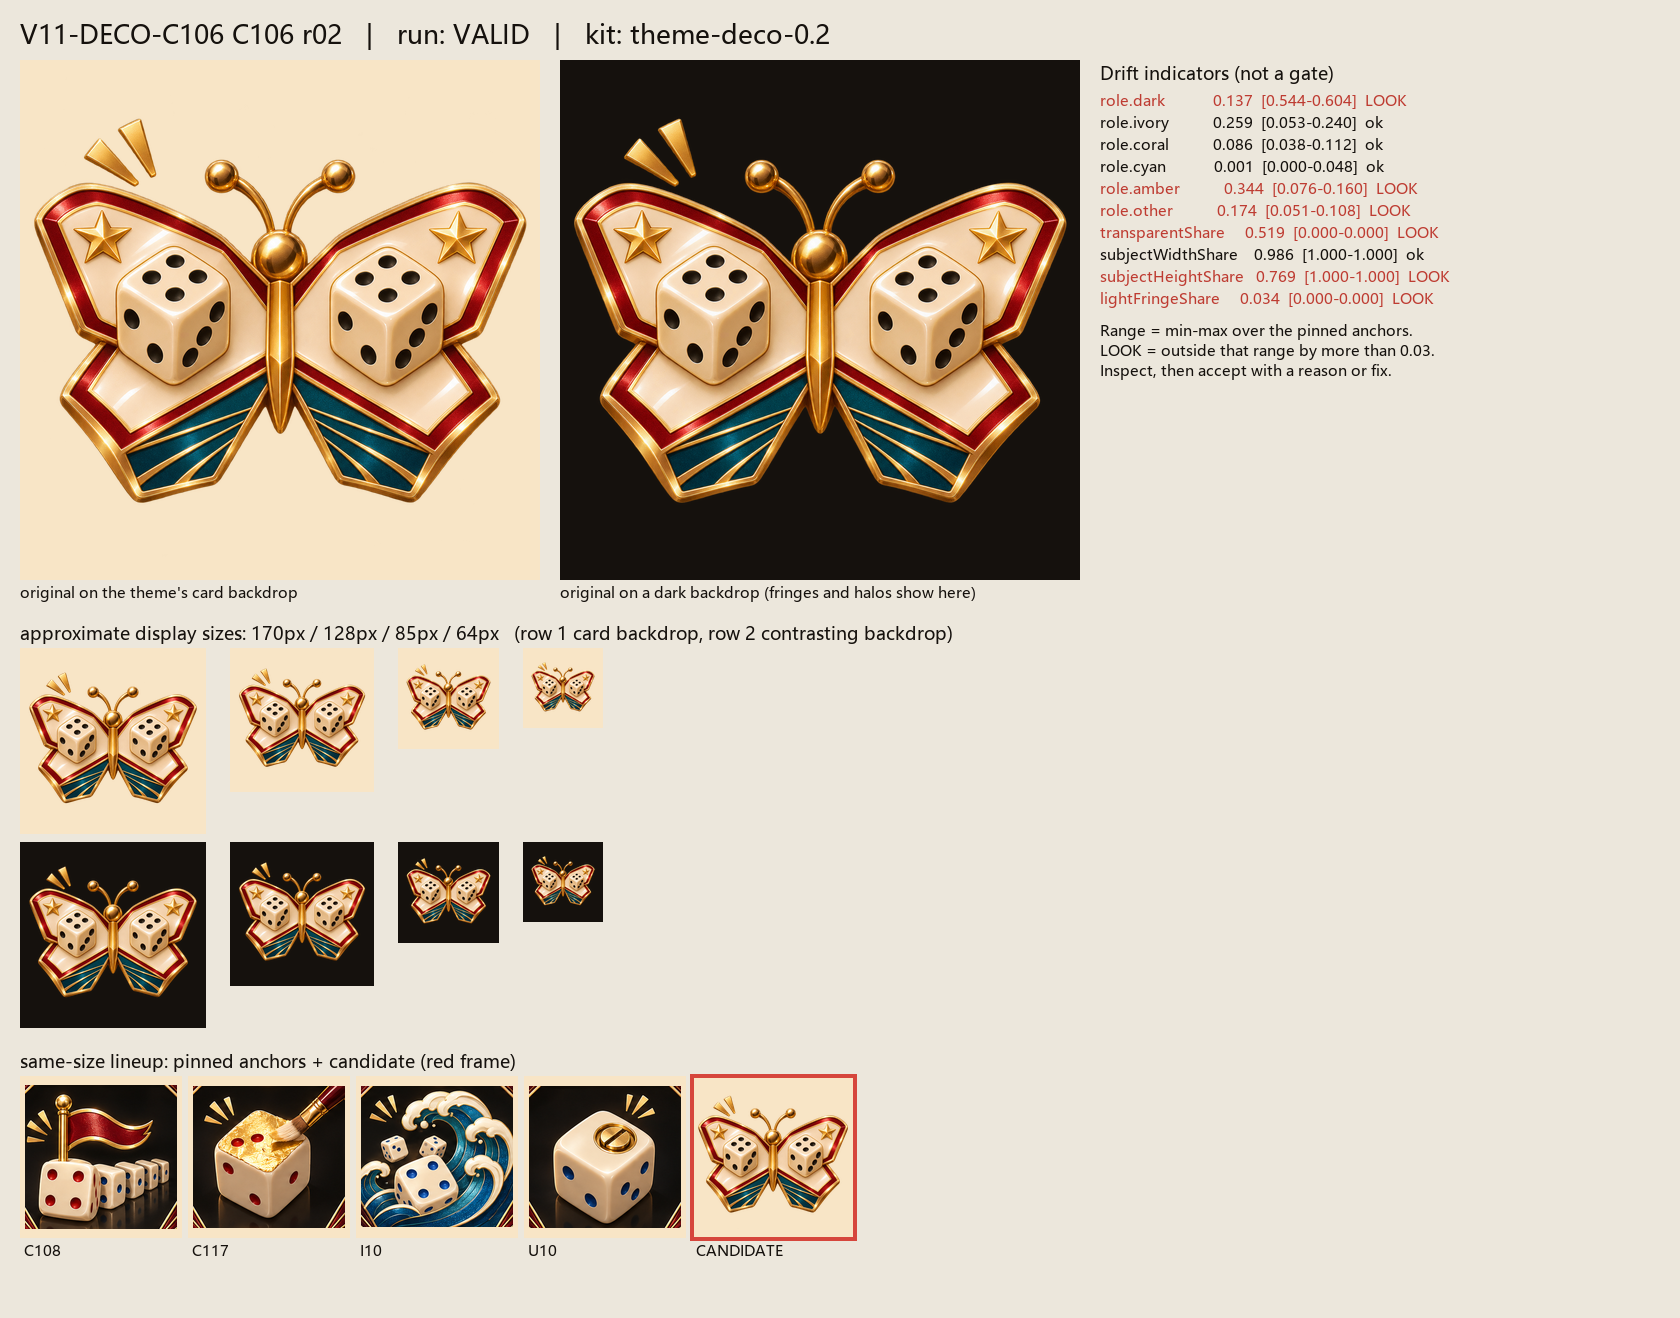 V11-DECO-C106 C106 r02 | run: VALID | kit: theme-deco-0.2
Drift indicators (not a gate)
role.dark 0.137 [0.544-0.604] LOOK
role.ivory 0.259 [0.053-0.240] ok
role.coral 0.086 [0.038-0.112] ok
role.cyan 0.001 [0.000-0.048] ok
role.amber 0.344 [0.076-0.160] LOOK
role.other 0.174 [0.051-0.108] LOOK
transparentShare 0.519 [0.000-0.000] LOOK
subjectWidthShare 0.986 [1.000-1.000] ok
subjectHeightShare 0.769 [1.000-1.000] LOOK
lightFringeShare 0.034 [0.000-0.000] LOOK
Range = min-max over the pinned anchors.
LOOK = outside that range by more than 0.03.
Inspect, then accept with a reason or fix.
original on the theme's card backdrop
original on a dark backdrop (fringes and halos show here)
approximate display sizes: 170px / 128px / 85px / 64px (row 1 card backdrop, row 2 contrasting backdrop)
same-size lineup: pinned anchors + candidate (red frame)
C108
C117
I10
U10
CANDIDATE